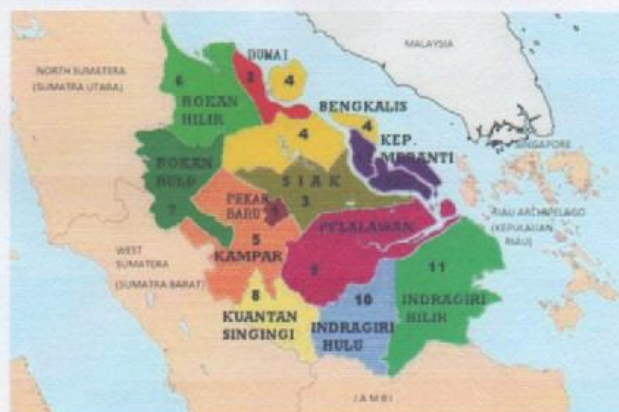 DUMAI
MALAYSIA
NORTH SUMATERA
(SUMATRA UTARA)
6
2
4
ROKAN
HILIR
BENGKALIS
4
4
KEP.
MERANTI
SINGAPORE
ROKAN
HULU
SIAK
PEKAN
BARU
3
7
PELALAWAN
RIAU ARCHIPELAGO
(KEPULAUAN
RIAU)
WEST
SUMATERA
(SUMATRA BARAT)
5
KAMPAR
9
11
8
10
KUANTAN
SINGINGI
INDRAGIRI
HULU
INDRAGIRI
HILIR
JAMBI